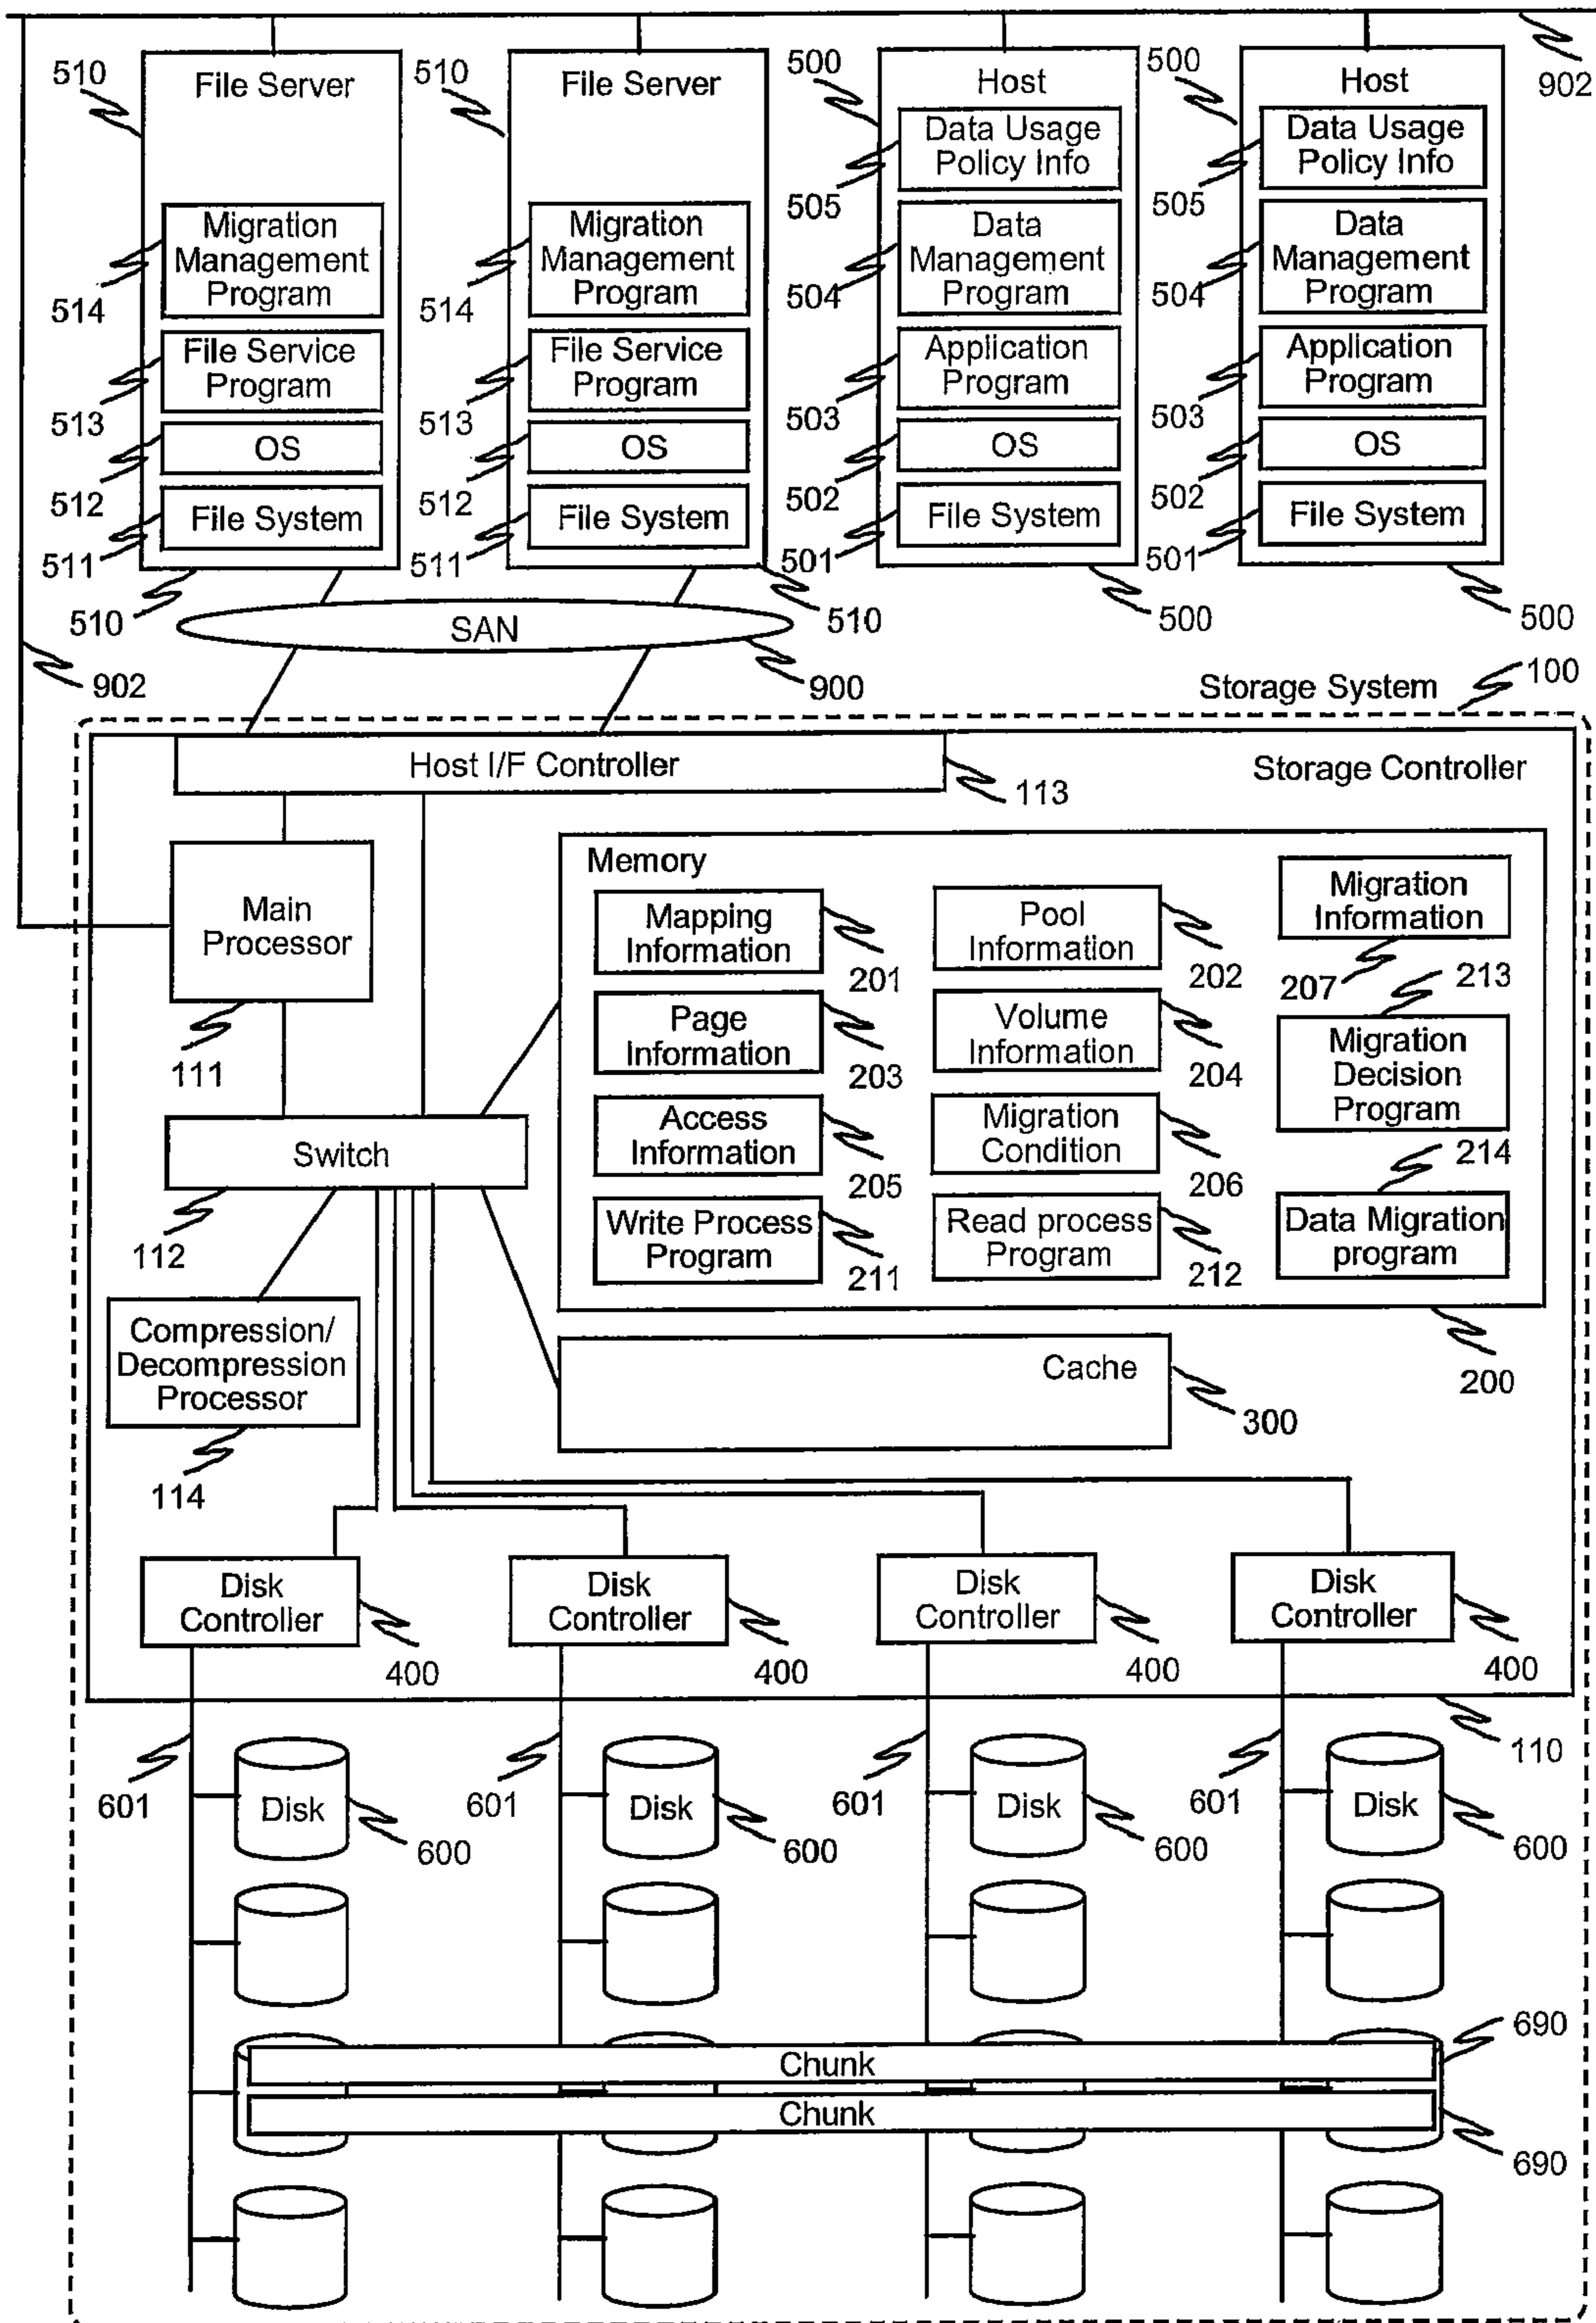 510
File Server
510
File Server
500
Host
500
Host
902
Data Usage
Policy Info
505
Data Usage
Policy Info
505
Migration
Management
Program
514
Migration
Management
Program
514
Data
Management
Program
504
Data
Management
Program
504
File Service
Program
513
File Service
Program
513
Application
Program
503
Application
Program
503
OS
512
OS
512
OS
502
OS
502
File System
511
File System
511
File System
501
File System
501
510
SAN
510
500
500
902
900
Storage System
100
Host I/F Controller
113
Storage Controller
Main
Processor
111
Memory
Mapping
Information
201
Pool
Information
202
Migration
Information
207
213
Page
Information
203
Volume
Information
204
Migration
Decision
Program
Access
Information
205
Migration
Condition
206
214
Write Process
Program
211
Read process
Program
212
Data Migration
program
Switch
112
200
Compression/
Decompression
Processor
114
Cache
300
Disk
Controller
400
Disk
Controller
400
Disk
Controller
400
Disk
Controller
400
110
601
Disk
600
601
Disk
600
601
Disk
600
601
Disk
600
690
Chunk
Chunk
690